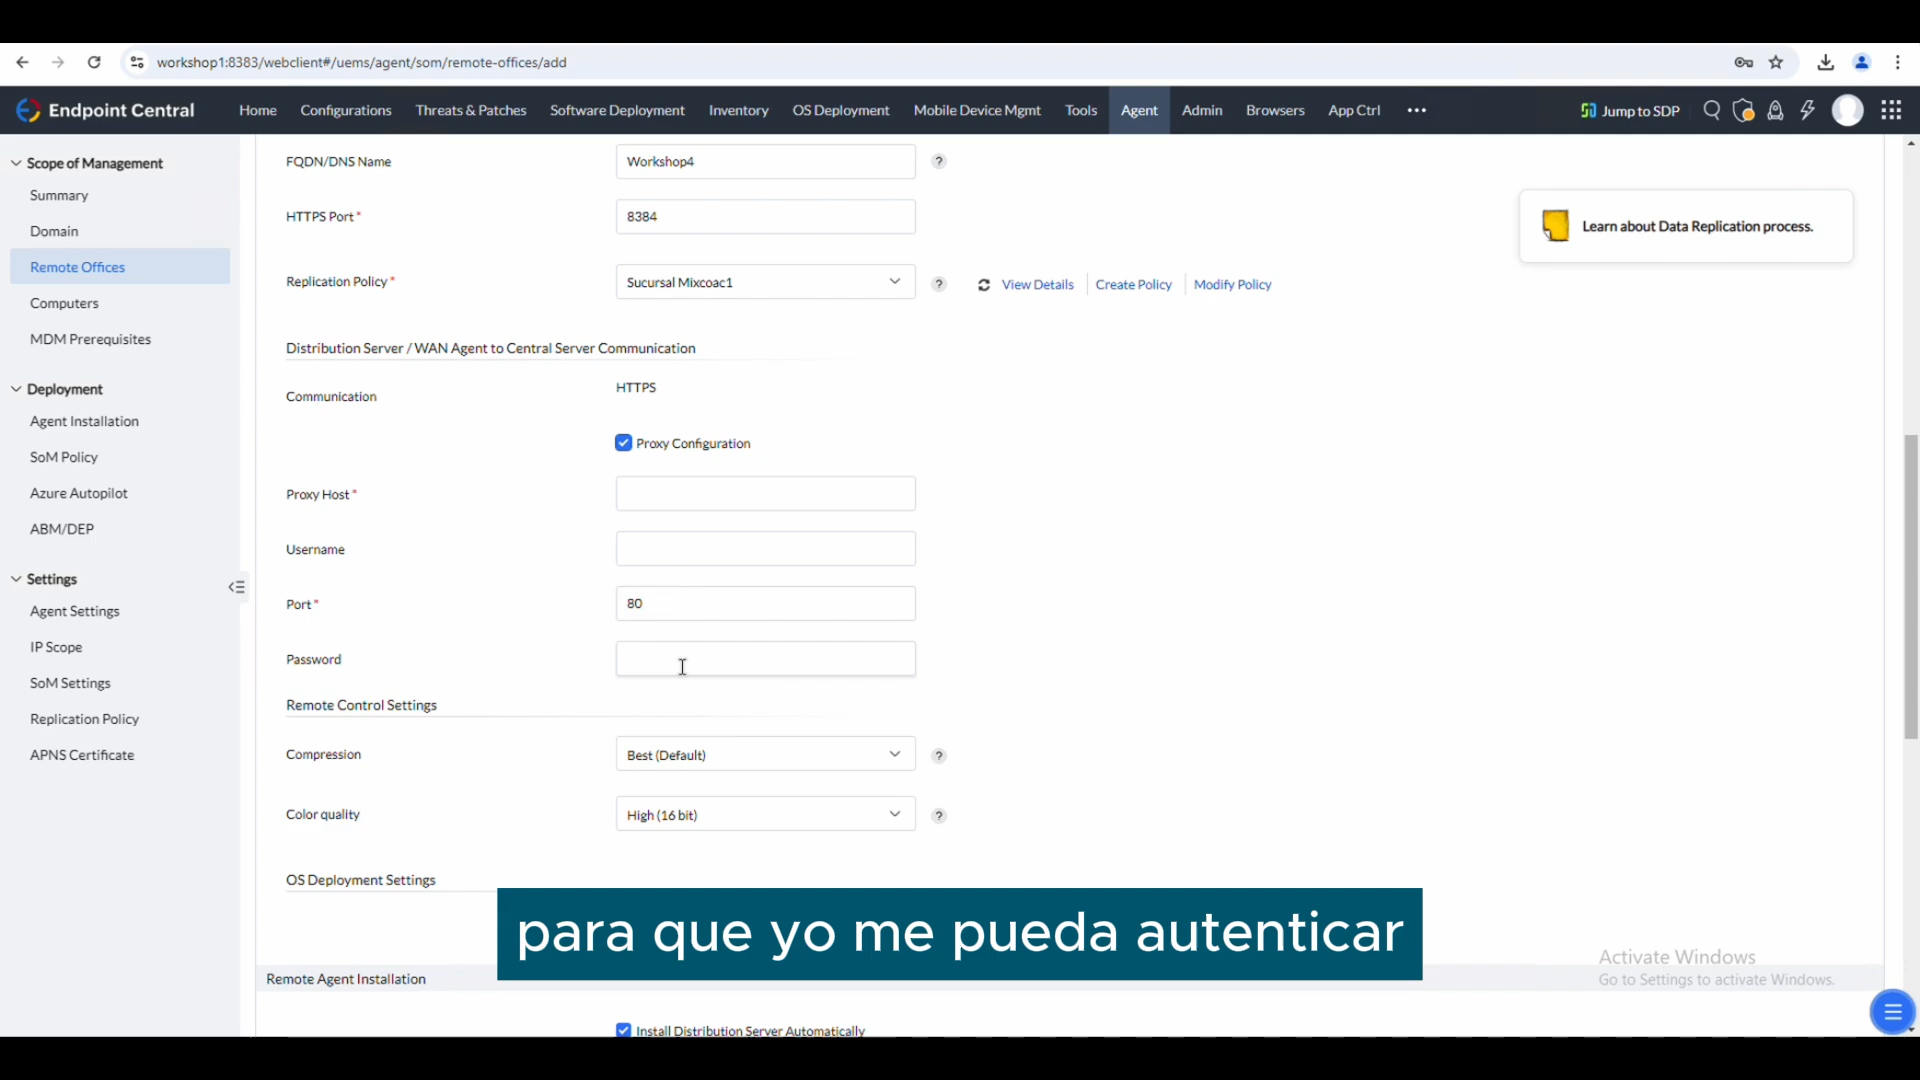 workshop1:8383/webclient#/uems/agent/som/remote-offices/add
Endpoint Central
Home
Configurations
Threats & Patches
Software Deployment
Inventory
OS Deployment
Mobile Device Mgmt
Tools
Agent
Admin
Browsers
App Ctrl
Jump to SDP
Scope of Management
Summary
Domain
Remote Offices
Computers
MDM Prerequisites
Deployment
Agent Installation
SoM Policy
Azure Autopilot
ABM/DEP
Settings
Agent Settings
IP Scope
SoM Settings
Replication Policy
APNS Certificate
FQDN/DNS Name
Workshop4
?
HTTPS Port *
8384
Replication Policy *
Sucursal Mixcoac1
?
View Details
Create Policy
Modify Policy
Learn about Data Replication process.
Distribution Server / WAN Agent to Central Server Communication
Communication
HTTPS
Proxy Configuration
Proxy Host *
Username
Port *
80
Password
Remote Control Settings
Compression
Best (Default)
?
Color quality
High (16 bit)
?
OS Deployment Settings
para que yo me pueda autenticar
Remote Agent Installation
Install Distribution Server Automatically
Activate Windows
Go to Settings to activate Windows.